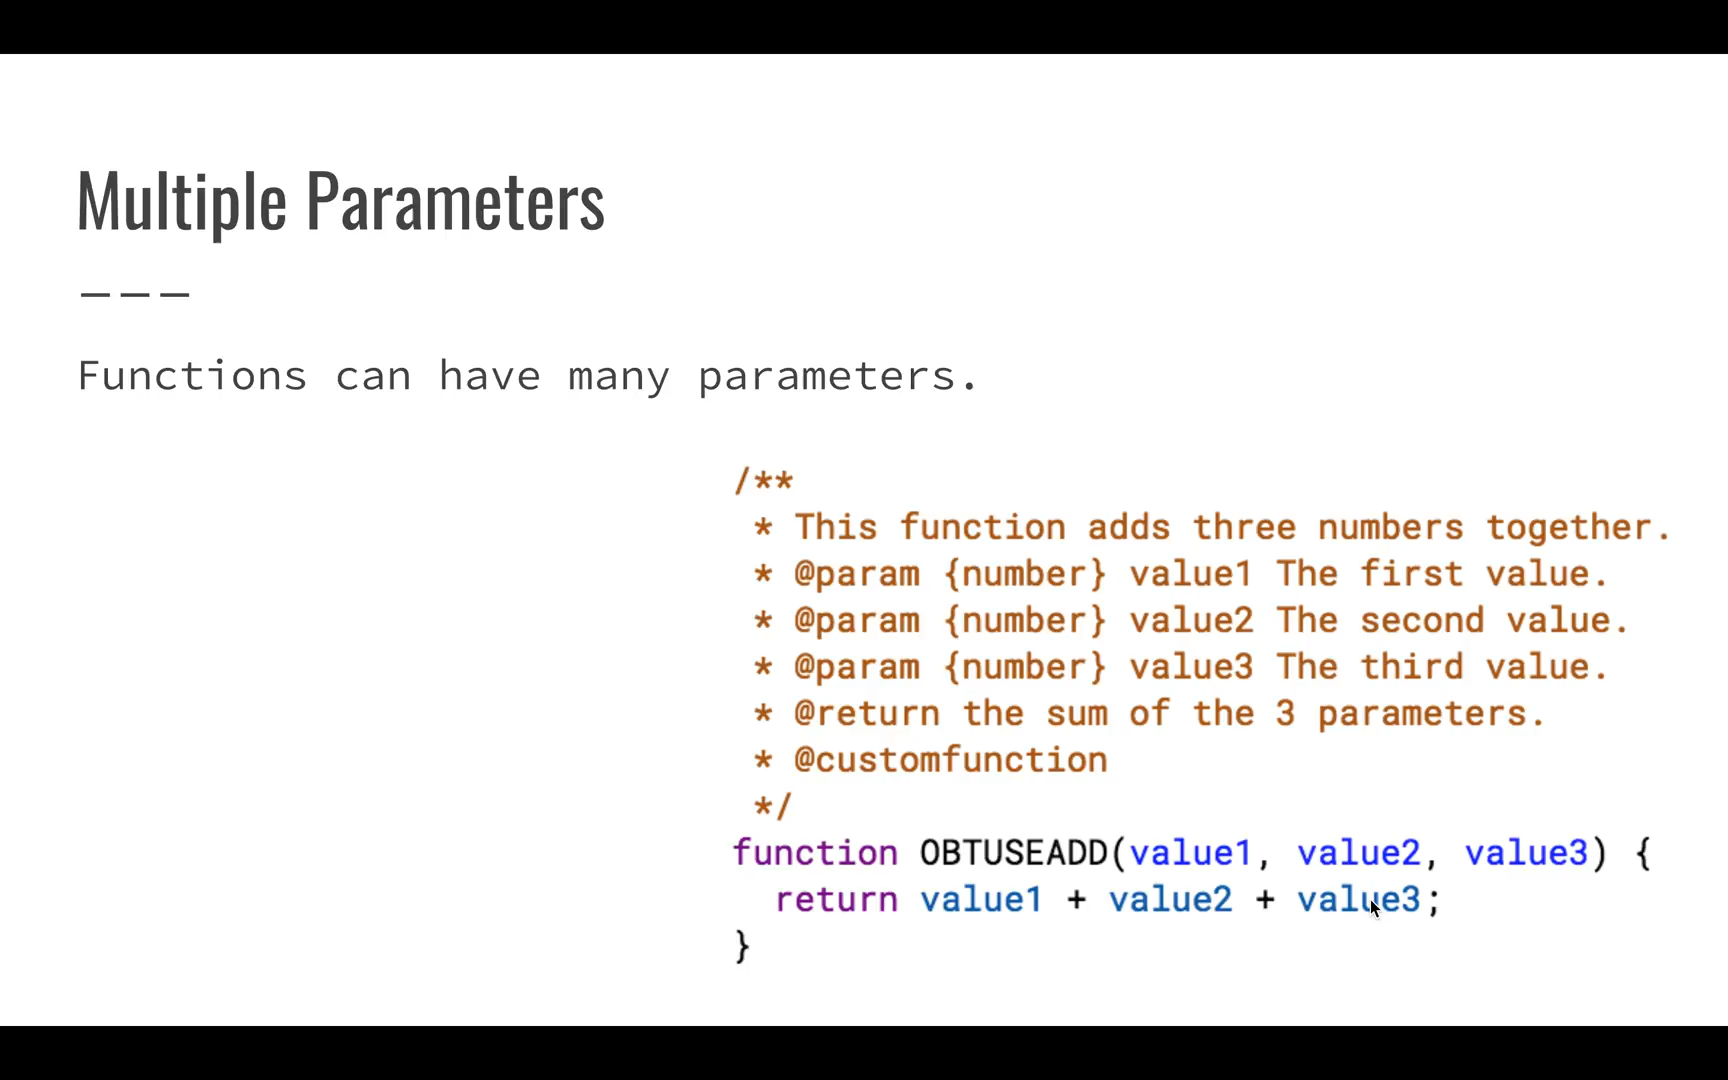 Multiple Parameters
———
Functions can have many parameters.
/**
 * This function adds three numbers together.
 * @param {number} value1 The first value.
 * @param {number} value2 The second value.
 * @param {number} value3 The third value.
 * @return the sum of the 3 parameters.
 * @customfunction
 */
function OBTUSEADD(value1, value2, value3) {
  return value1 + value2 + value3;
}